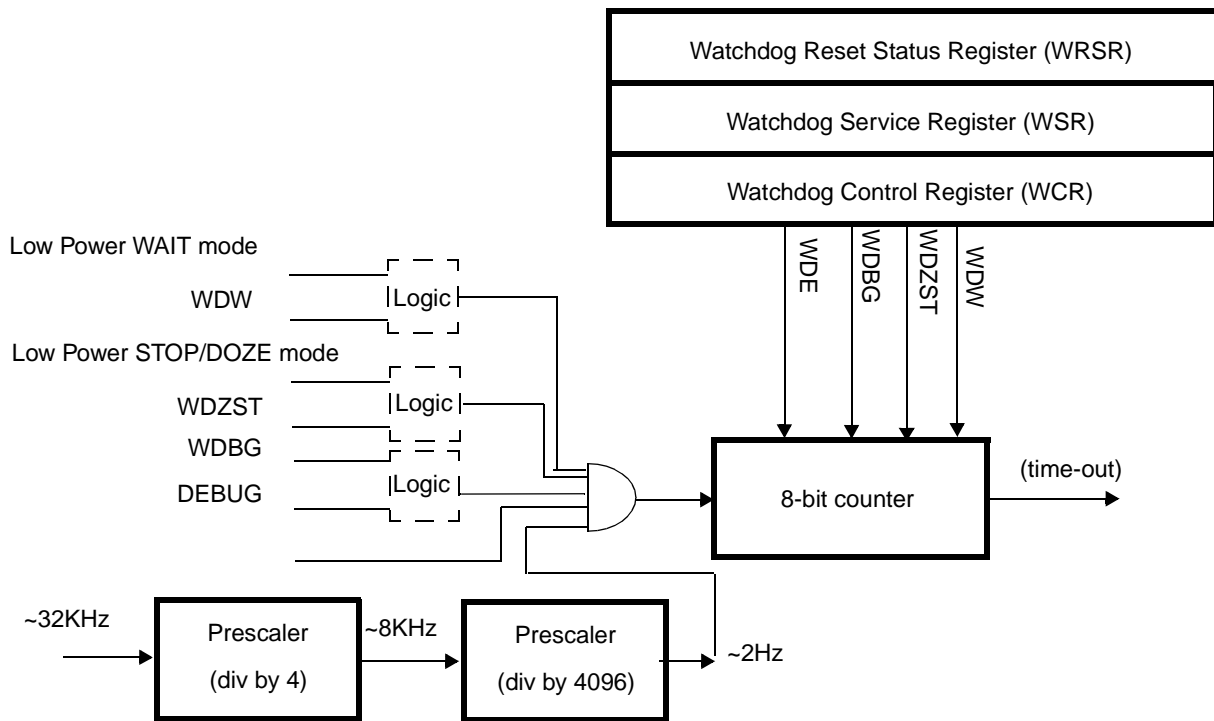 Watchdog Reset Status Register (WRSR)
Watchdog Service Register (WSR)
Watchdog Control Register (WCR)
WDE
WDBG
WDZST
WDW
Low Power WAIT mode
WDW
Logic
Low Power STOP/DOZE mode
WDZST
Logic
WDBG
DEBUG
Logic
8-bit counter
(time-out)
~32KHz
Prescaler
(div by 4)
~8KHz
Prescaler
(div by 4096)
~2Hz